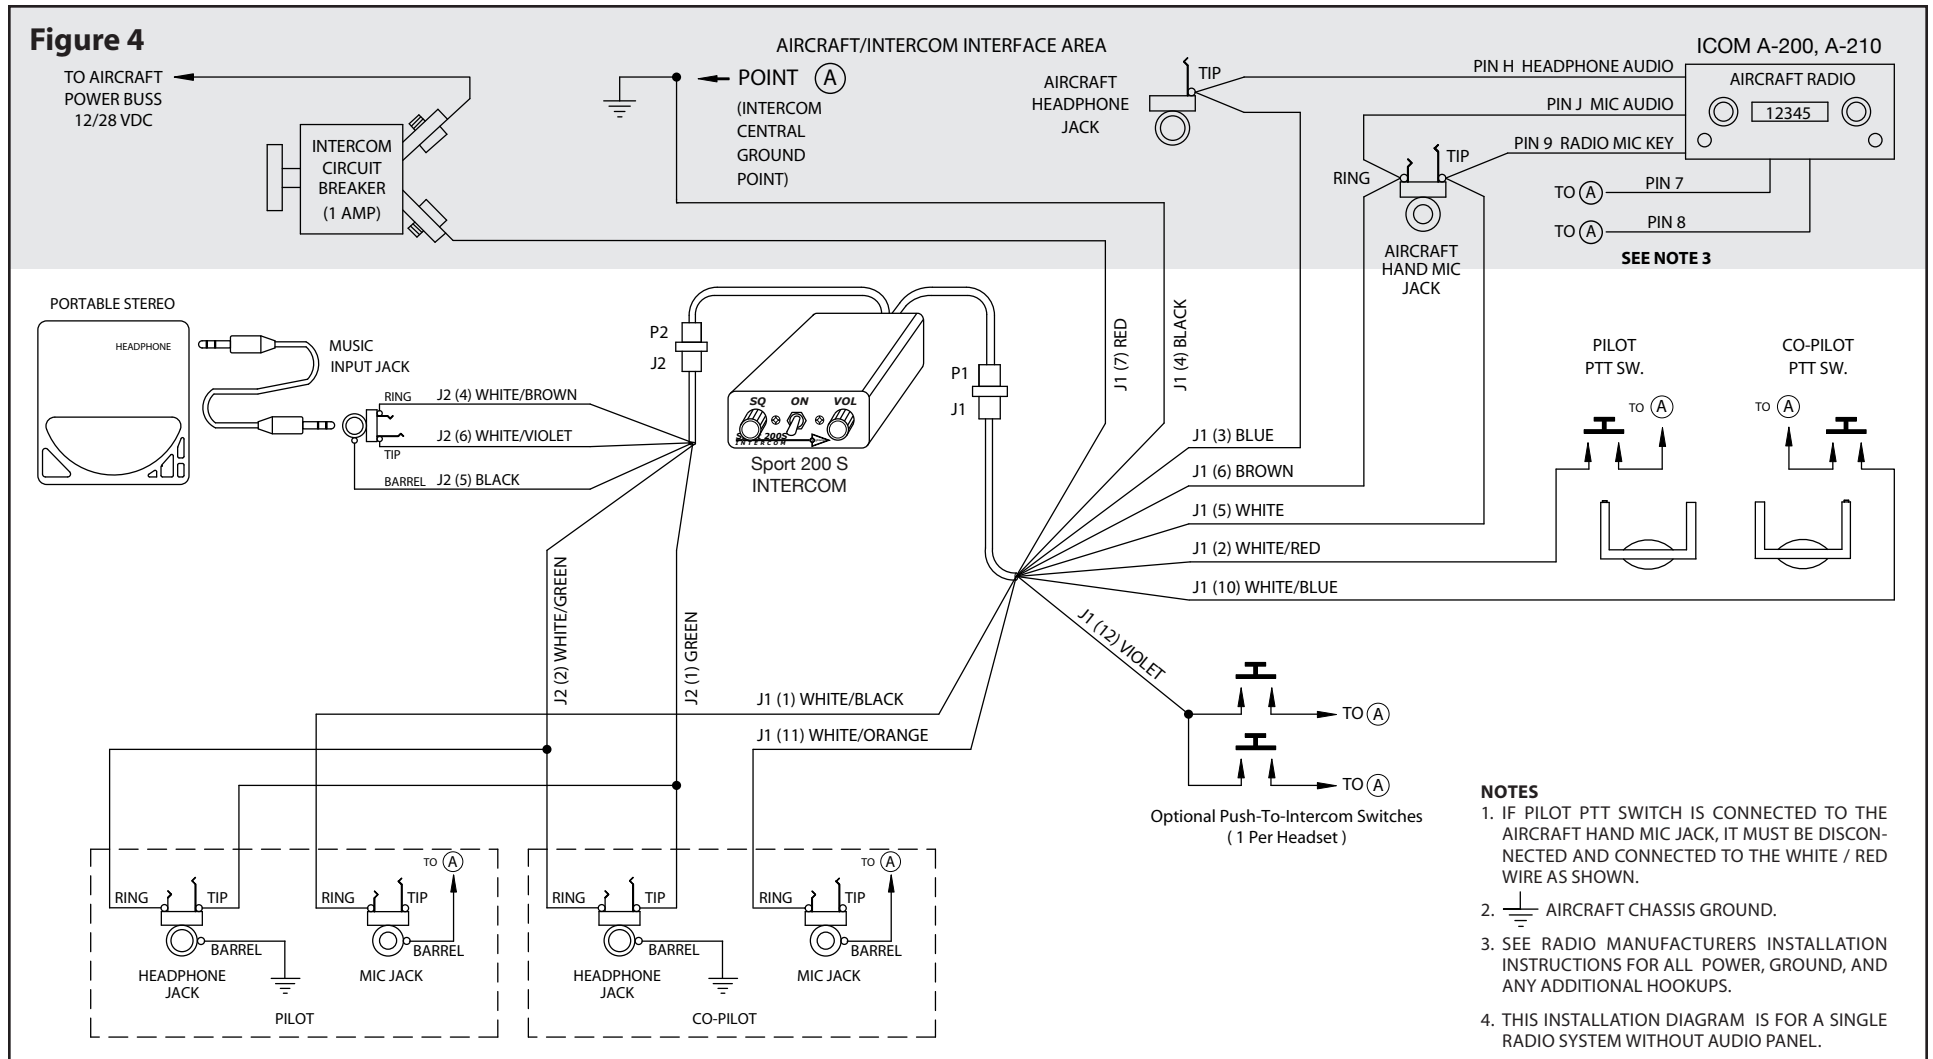 Figure 4
AIRCRAFT/INTERCOM INTERFACE AREA
TO AIRCRAFT
POWER BUSS
12/28 VDC
INTERCOM
CIRCUIT
BREAKER
(1 AMP)
POINT A
(INTERCOM
CENTRAL
GROUND
POINT)
AIRCRAFT
HEADPHONE
JACK
TIP
ICOM A-200, A-210
AIRCRAFT RADIO
12345
PIN H HEADPHONE AUDIO
PIN J MIC AUDIO
PIN 9 RADIO MIC KEY
TIP
RING
AIRCRAFT
HAND MIC
JACK
TO A PIN 7
TO A PIN 8
SEE NOTE 3
PORTABLE STEREO
HEADPHONE
MUSIC
INPUT JACK
RING J2 (4) WHITE/BROWN
J2 (6) WHITE/VIOLET
TIP
BARREL J2 (5) BLACK
P2
J2
SQ ON VOL
200S
INTERCOM
Sport 200 S
INTERCOM
P1
J1
J1 (7) RED
J1 (4) BLACK
J1 (3) BLUE
J1 (6) BROWN
J1 (5) WHITE
J1 (2) WHITE/RED
J1 (10) WHITE/BLUE
PILOT
PTT SW.
TO A
CO-PILOT
PTT SW.
TO A
J1 (12) VIOLET
TO A
TO A
Optional Push-To-Intercom Switches
( 1 Per Headset )
J2 (2) WHITE/GREEN
J2 (1) GREEN
J1 (1) WHITE/BLACK
J1 (11) WHITE/ORANGE
RING
TIP
BARREL
HEADPHONE
JACK
RING
TIP
TO A
BARREL
MIC JACK
PILOT
RING
TIP
BARREL
HEADPHONE
JACK
RING
TIP
TO A
BARREL
MIC JACK
CO-PILOT
NOTES
1. IF PILOT PTT SWITCH IS CONNECTED TO THE
AIRCRAFT HAND MIC JACK, IT MUST BE DISCON-
NECTED AND CONNECTED TO THE WHITE / RED
WIRE AS SHOWN.
2. AIRCRAFT CHASSIS GROUND.
3. SEE RADIO MANUFACTURERS INSTALLATION
INSTRUCTIONS FOR ALL POWER, GROUND, AND
ANY ADDITIONAL HOOKUPS.
4. THIS INSTALLATION DIAGRAM IS FOR A SINGLE
RADIO SYSTEM WITHOUT AUDIO PANEL.